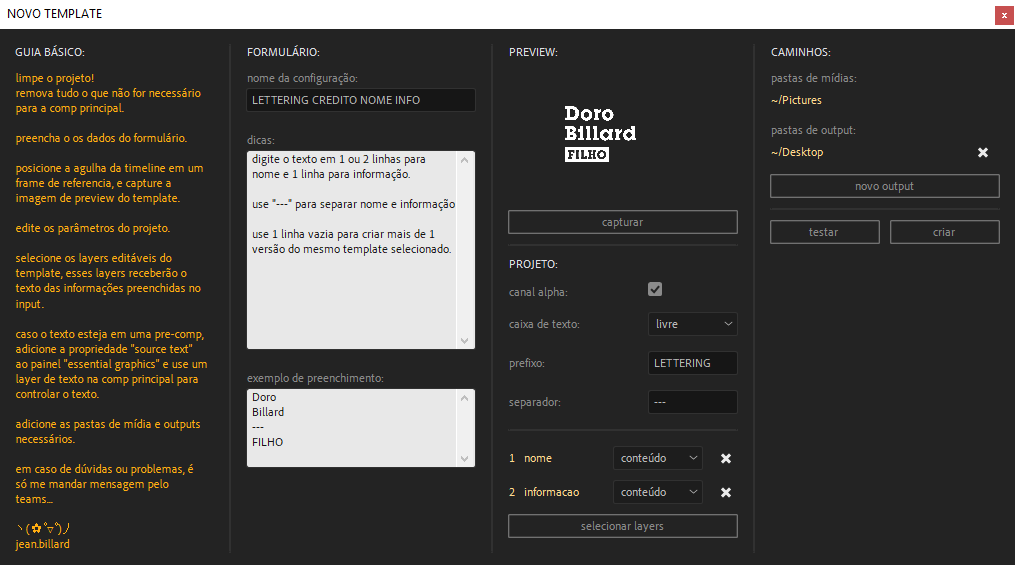 NOVO TEMPLATE
x
GUIA BÁSICO:
limpe o projeto!
remova tudo o que não for necessário
para a comp principal.
preencha o os dados do formulário.
posicione a agulha da timeline em um
frame de referencia, e capture a
imagem de preview do template.
edite os parâmetros do projeto.
selecione os layers editáveis do
template, esses layers receberão o
texto das informações preenchidas no
input.
caso o texto esteja em uma pre-comp,
adicione a propriedade "source text"
ao painel "essential graphics" e use um
layer de texto na comp principal para
controlar o texto.
adicione as pastas de mídia e outputs
necessários.
em caso de dúvidas ou problemas, é
só me mandar mensagem pelo
teams...
ヽ(✿ﾟ▽ﾟ)ノ
jean.billard
FORMULÁRIO:
nome da configuração:
LETTERING CREDITO NOME INFO
dicas:
digite o texto em 1 ou 2 linhas para
nome e 1 linha para informação.
use "---" para separar nome e informação
use 1 linha vazia para criar mais de 1
versão do mesmo template selecionado.
exemplo de preenchimento:
Doro
Billard
---
FILHO
PREVIEW:
Doro
Billard
FILHO
capturar
PROJETO:
canal alpha:
caixa de texto: livre
prefixo: LETTERING
separador: ---
1 nome conteúdo
2 informacao conteúdo
selecionar layers
CAMINHOS:
pastas de mídias:
~/Pictures
pastas de output:
~/Desktop
novo output
testar criar